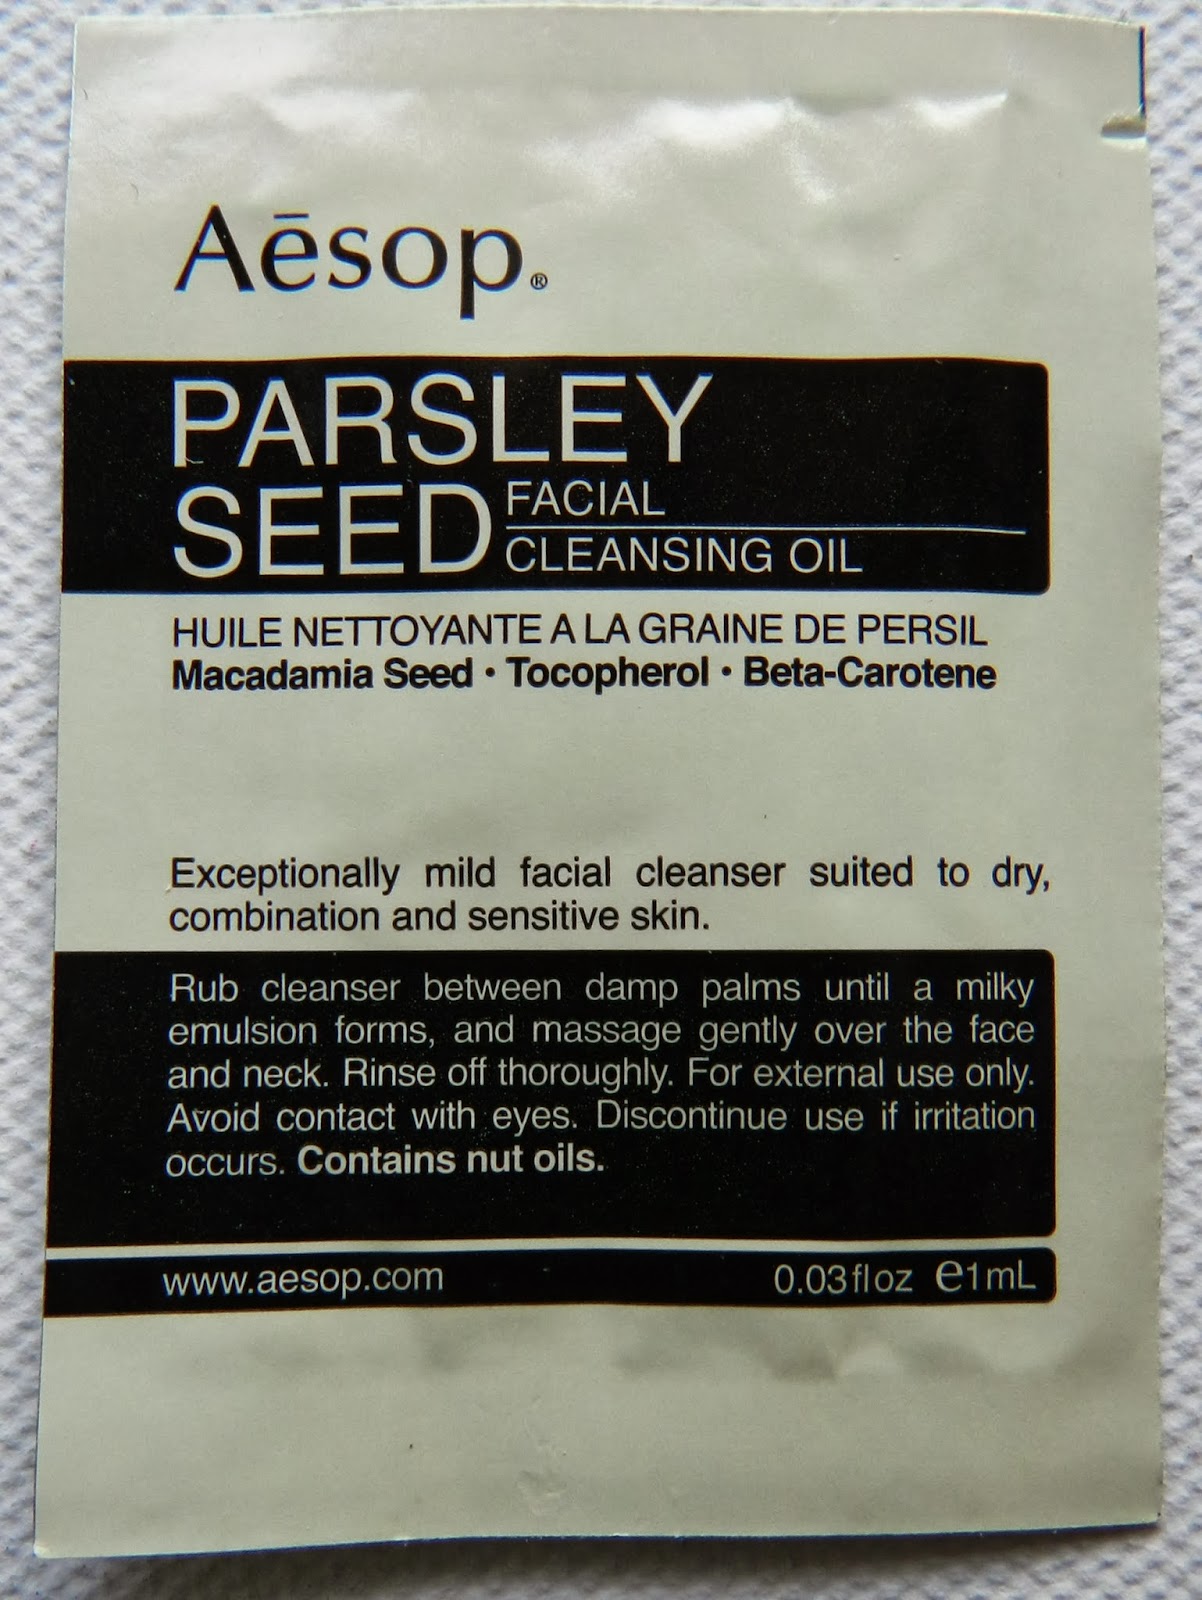 Aēsop®
PARSLEY
SEED FACIAL
CLEANSING OIL
HUILE NETTOYANTE A LA GRAINE DE PERSIL
Macadamia Seed • Tocopherol • Beta-Carotene
Exceptionally mild facial cleanser suited to dry,
combination and sensitive skin.
Rub cleanser between damp palms until a milky
emulsion forms, and massage gently over the face
and neck. Rinse off thoroughly. For external use only.
Avoid contact with eyes. Discontinue use if irritation
occurs. Contains nut oils.
www.aesop.com 0.03floz ℮1mL